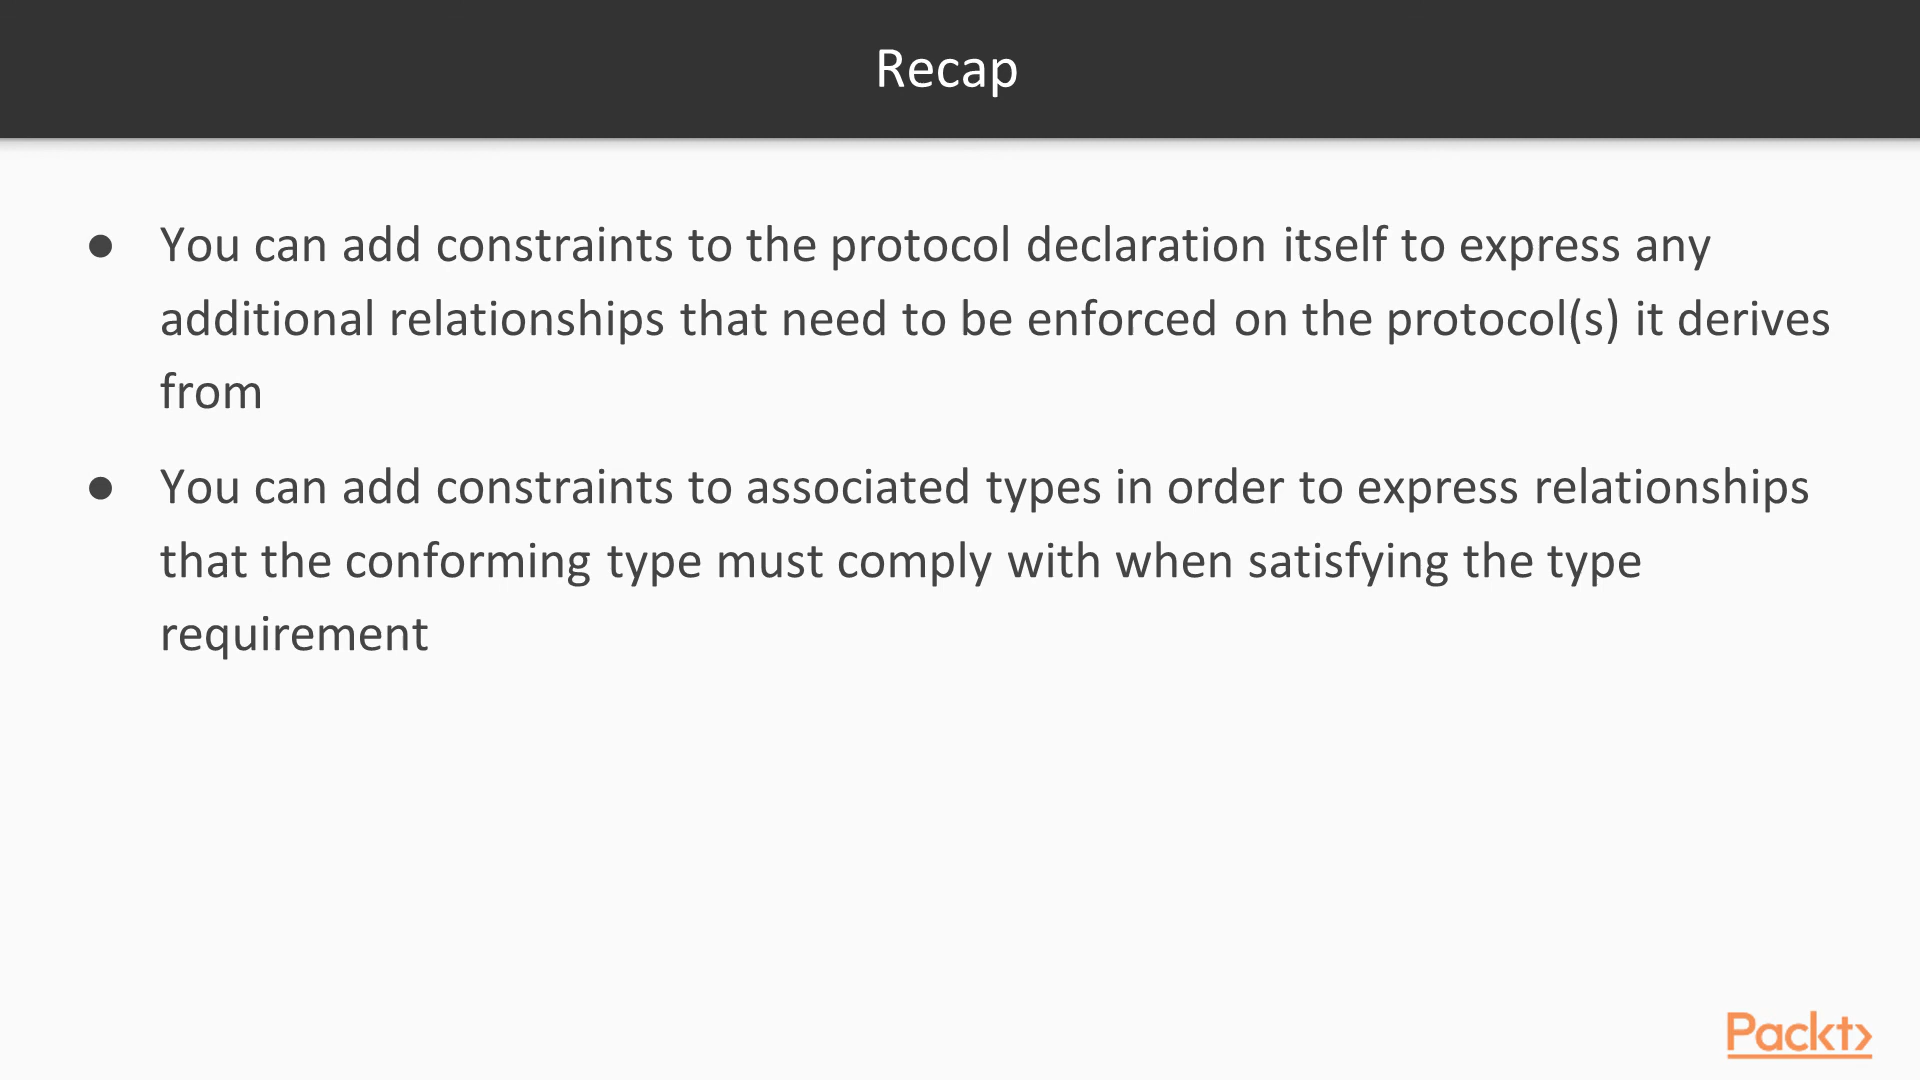 Recap
● You can add constraints to the protocol declaration itself to express any
additional relationships that need to be enforced on the protocol(s) it derives
from
● You can add constraints to associated types in order to express relationships
that the conforming type must comply with when satisfying the type
requirement
Packt>